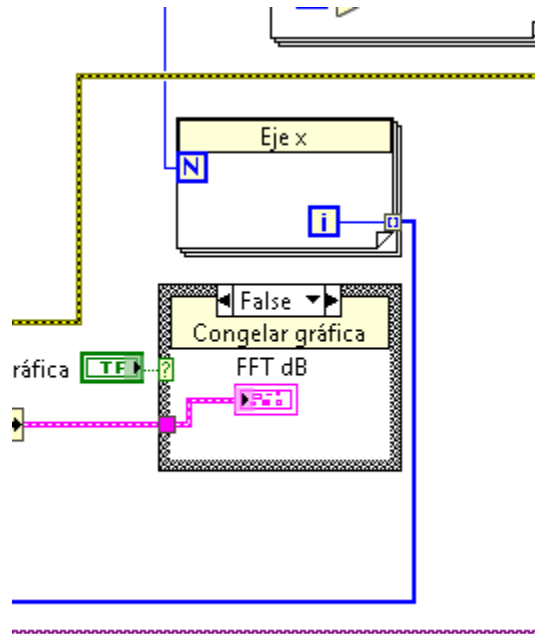 Eje x
N
i
False
Congelar gráfica
ráfica TF ?
FFT dB